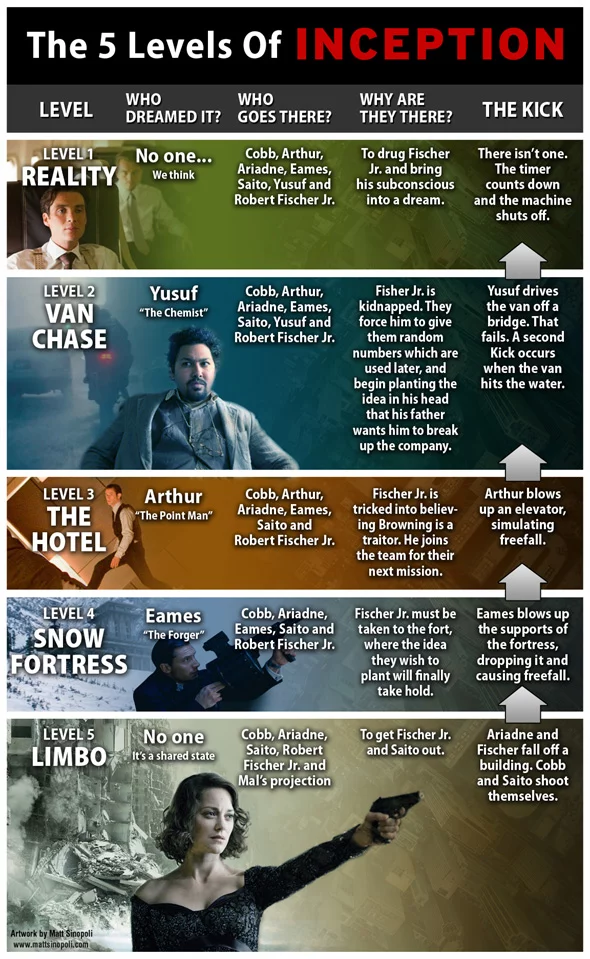 The 5 Levels Of INCEPTION
LEVEL
WHO
DREAMED IT?
WHO
GOES THERE?
WHY ARE
THEY THERE?
THE KICK
LEVEL 1
REALITY
No one...
We think
Cobb, Arthur,
Ariadne, Eames,
Saito, Yusuf and
Robert Fischer Jr.
To drug Fischer
Jr. and bring
his subconscious
into a dream.
There isn't one.
The timer
counts down
and the machine
shuts off.
LEVEL 2
VAN
CHASE
Yusuf
"The Chemist"
Cobb, Arthur,
Ariadne, Eames,
Saito, Yusuf and
Robert Fischer Jr.
Fisher Jr. is
kidnapped. They
force him to give
them random
numbers which are
used later, and
begin planting the
idea in his head
that his father
wants him to break
up the company.
Yusuf drives
the van off a
bridge. That
fails. A second
Kick occurs
when the van
hits the water.
LEVEL 3
THE
HOTEL
Arthur
"The Point Man"
Cobb, Arthur,
Ariadne, Eames,
Saito and
Robert Fischer Jr.
Fischer Jr. is
tricked into believ-
ing Browning is a
traitor. He joins
the team for their
next mission.
Arthur blows
up an elevator,
simulating
freefall.
LEVEL 4
SNOW
FORTRESS
Eames
"The Forger"
Cobb, Ariadne,
Eames, Saito and
Robert Fischer Jr.
Fischer Jr. must be
taken to the fort,
where the idea
they wish to
plant will finally
take hold.
Eames blows up
the supports of
the fortress,
dropping it and
causing freefall.
LEVEL 5
LIMBO
No one
It's a shared state
Cobb, Ariadne,
Saito, Robert
Fischer Jr. and
Mal's projection
To get Fischer Jr.
and Saito out.
Ariadne and
Fischer fall off a
building. Cobb
and Saito shoot
themselves.
Artwork by Matt Sinopoli
www.mattsinopoli.com